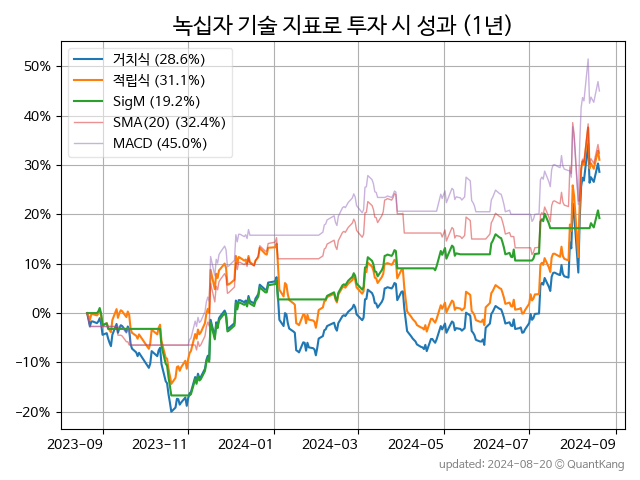 녹십자 기술 지표로 투자 시 성과 (1년)
거치식 (28.6%)
적립식 (31.1%)
SigM (19.2%)
SMA(20) (32.4%)
MACD (45.0%)
50%
40%
30%
20%
10%
0%
−10%
−20%
2023-09 2023-11 2024-01 2024-03 2024-05 2024-07 2024-09
updated: 2024-08-20 © QuantKang